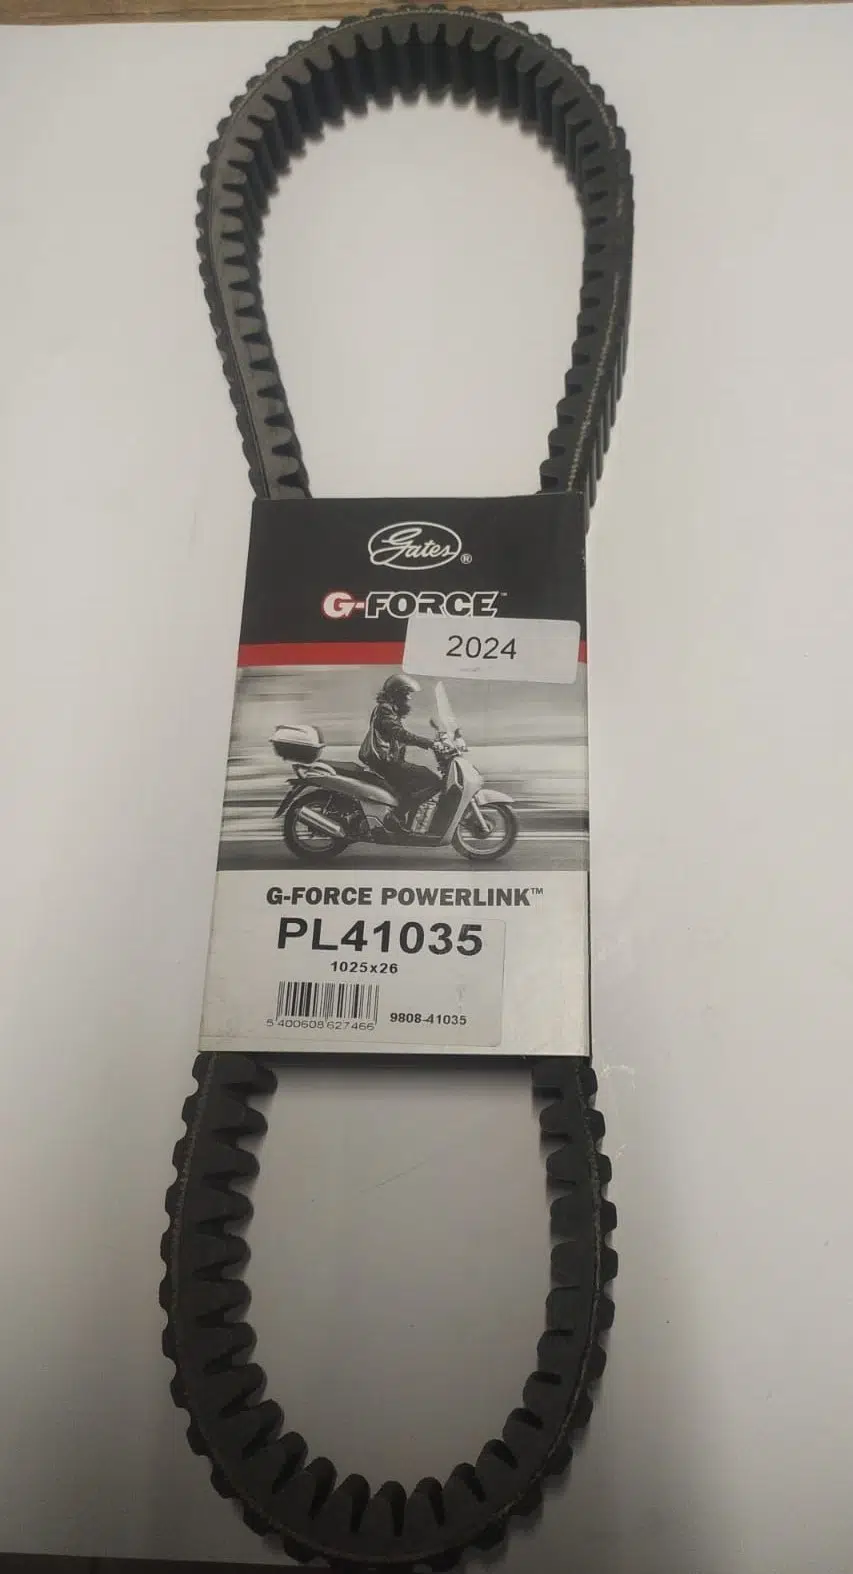 Gates®
G-FORCE™
2024
G-FORCE POWERLINK™
PL41035
1025x26
5 400608 627466
9808-41035